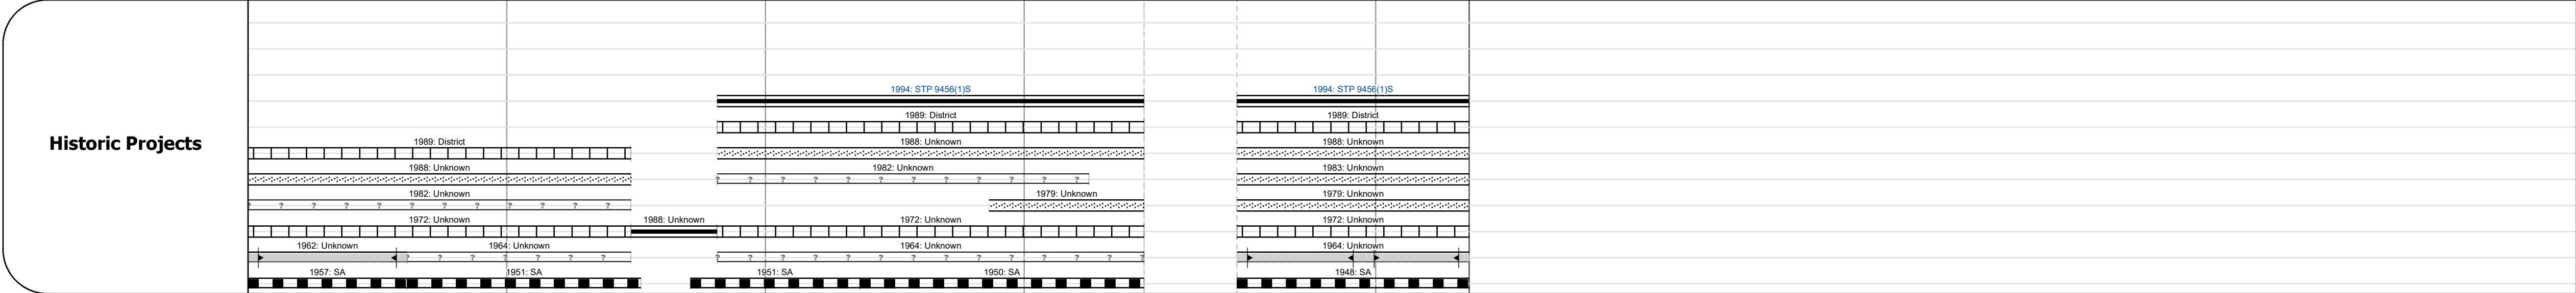 Historic Projects
1994: STP 9456(1)S 1994: STP 9456(1)S
1989: District 1989: District
1989: District 1988: Unknown 1988: Unknown
1988: Unknown 1982: Unknown 1983: Unknown
? ? ? ? ? ? ? ? ? ? ? ?
1982: Unknown 1979: Unknown 1979: Unknown
? ? ? ? ? ? ? ? ? ? ? ?
1972: Unknown 1988: Unknown 1972: Unknown 1972: Unknown
1962: Unknown 1964: Unknown 1964: Unknown 1964: Unknown
? ? ? ? ? ? ? ? ? ? ? ? ? ? ? ? ? ? ? ? ?
1957: SA 1951: SA 1951: SA 1950: SA 1948: SA